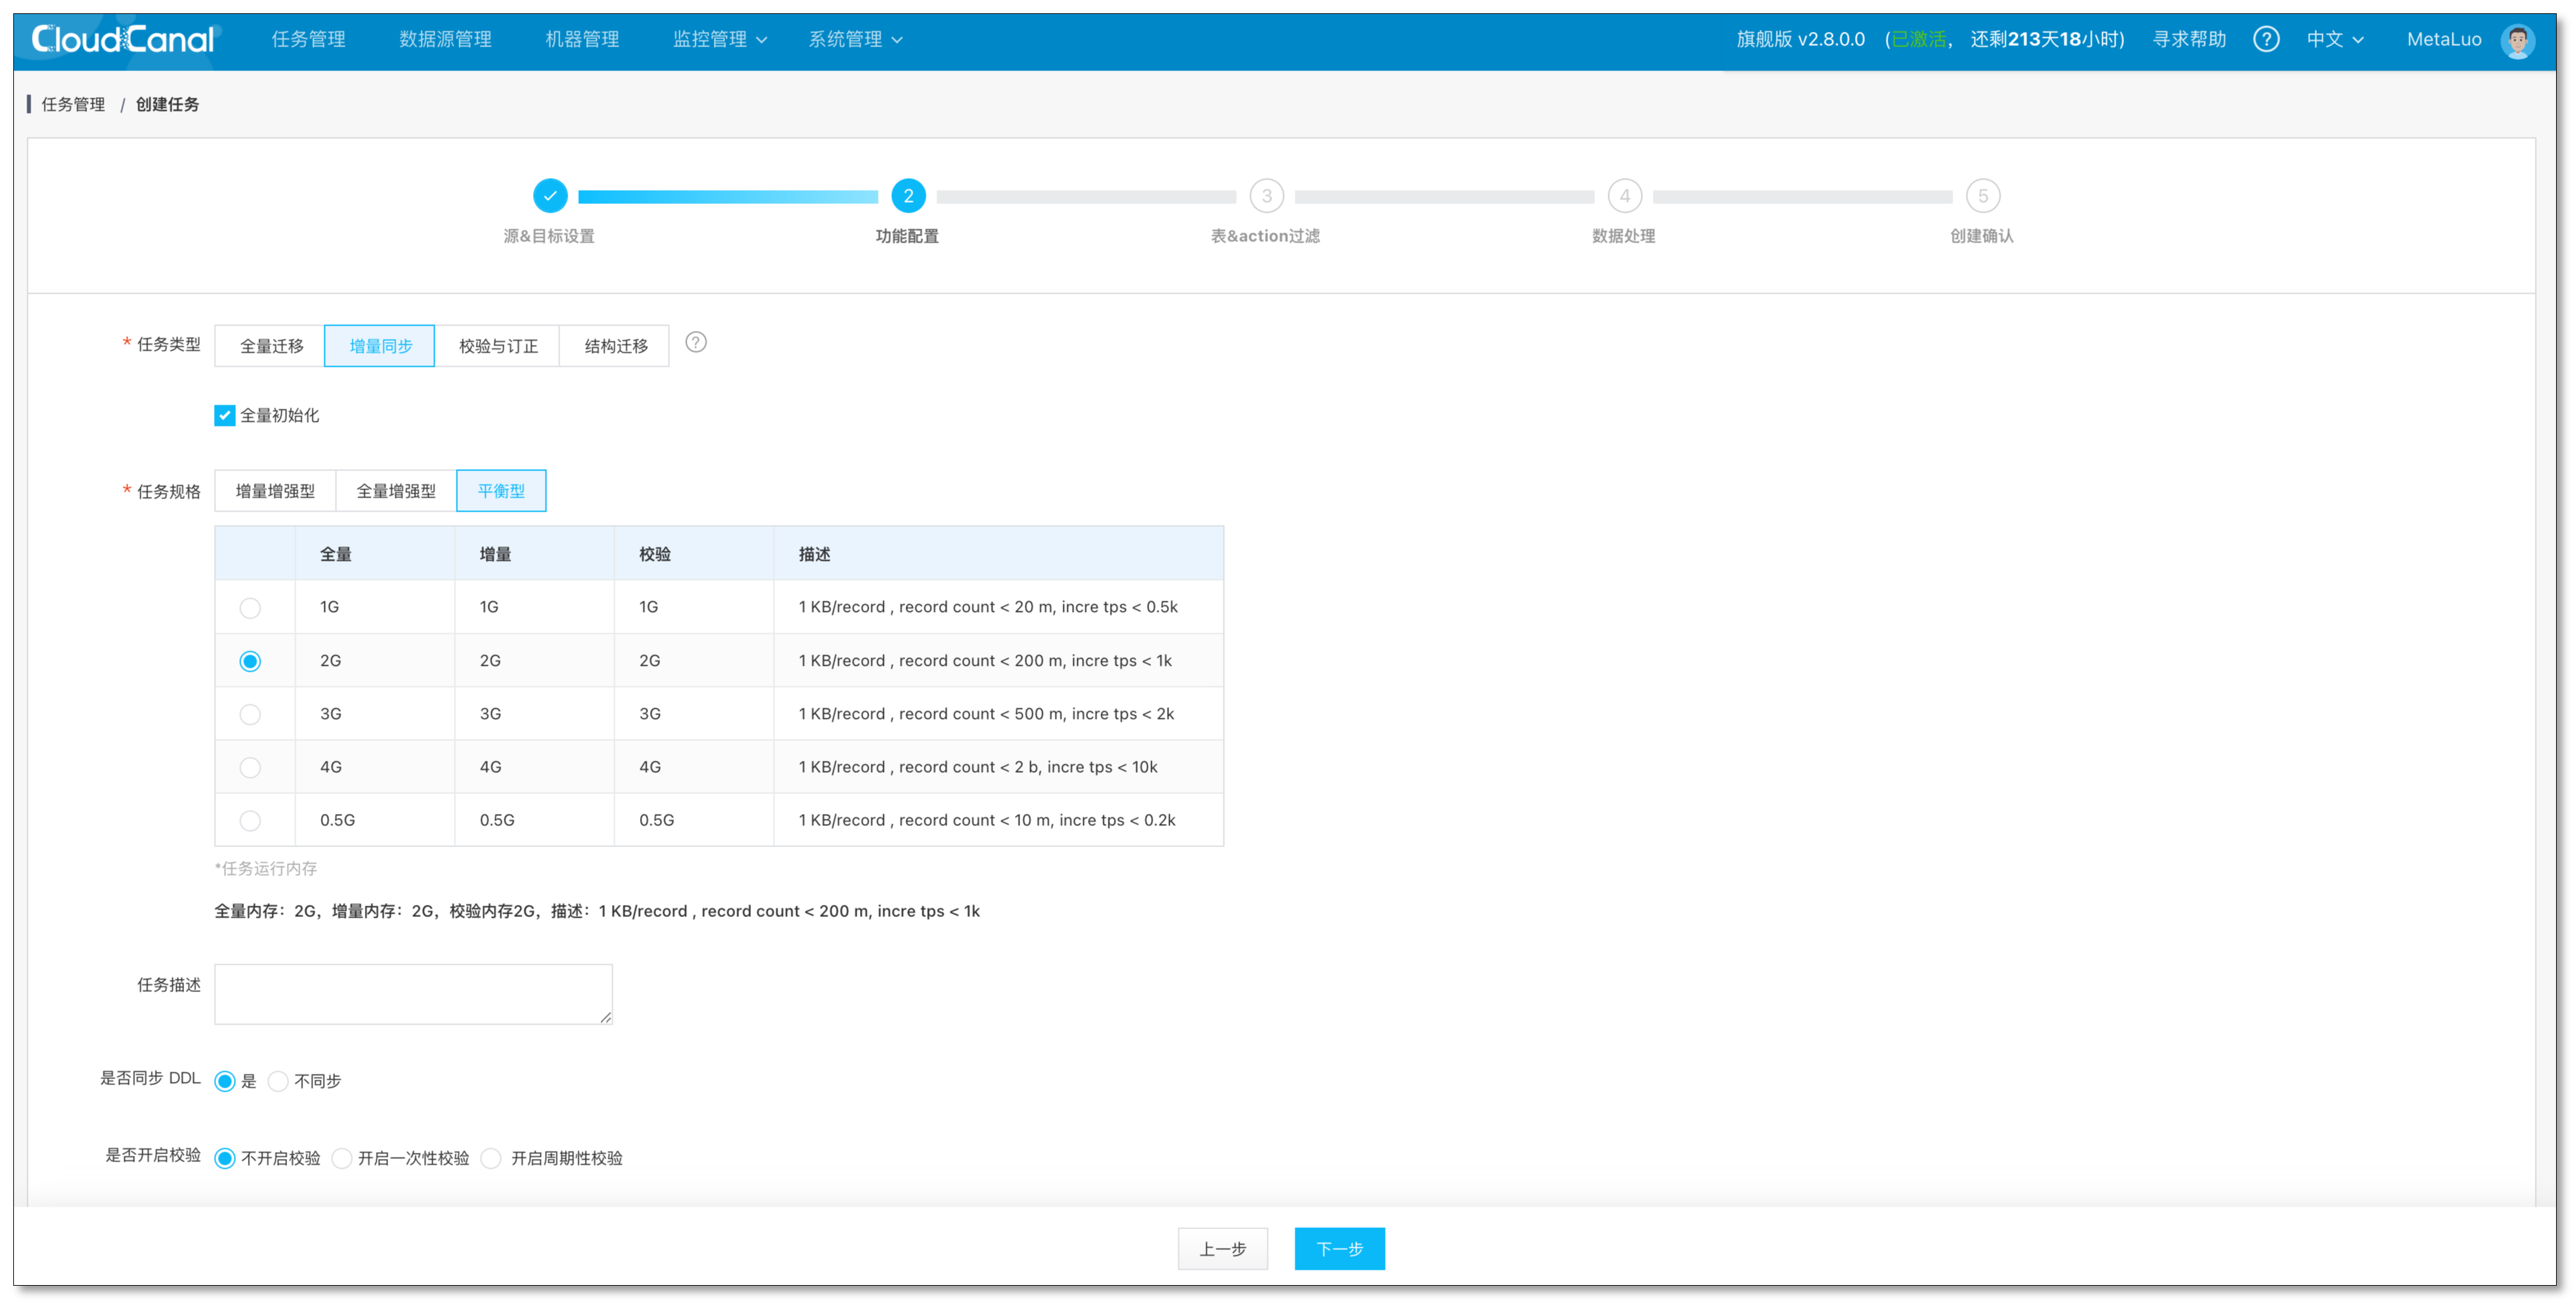 CloudCanal 任务管理 数据源管理 机器管理 监控管理 系统管理 旗舰版 v2.8.0.0 (已激活, 还剩213天18小时) 寻求帮助 ? 中文 MetaLuo
任务管理 / 创建任务
2 3 4 5
源&目标设置 功能配置 表&action过滤 数据处理 创建确认
* 任务类型 全量迁移 增量同步 校验与订正 结构迁移 ?
全量初始化
* 任务规格 增量增强型 全量增强型 平衡型
全量 增量 校验 描述
1G 1G 1G 1 KB/record , record count < 20 m, incre tps < 0.5k
2G 2G 2G 1 KB/record , record count < 200 m, incre tps < 1k
3G 3G 3G 1 KB/record , record count < 500 m, incre tps < 2k
4G 4G 4G 1 KB/record , record count < 2 b, incre tps < 10k
0.5G 0.5G 0.5G 1 KB/record , record count < 10 m, incre tps < 0.2k
*任务运行内存
全量内存：2G，增量内存：2G，校验内存2G，描述：1 KB/record , record count < 200 m, incre tps < 1k
任务描述
是否同步 DDL 是 不同步
是否开启校验 不开启校验 开启一次性校验 开启周期性校验
上一步 下一步